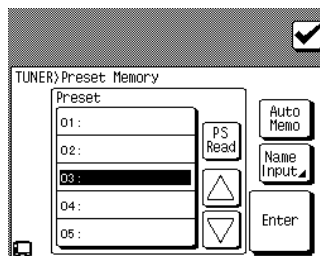 TUNER>Preset Memory
Preset
01:
02:
03:
04:
05:
PS
Read
Auto
Memo
Name
Input
Enter